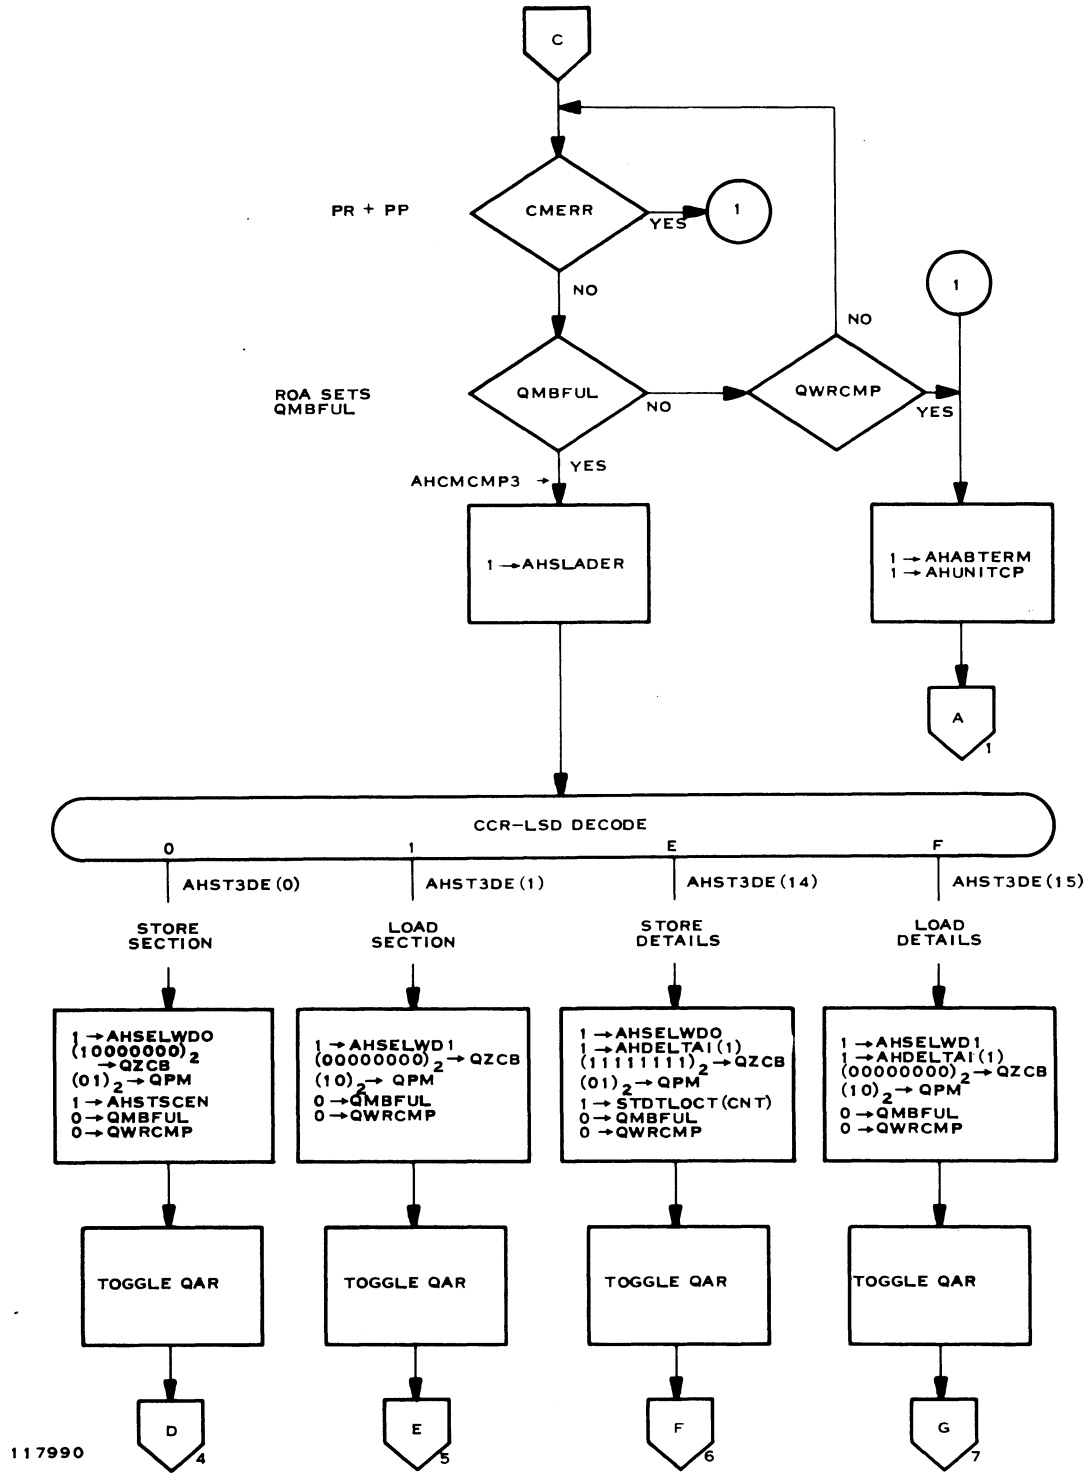 C
PR + PP
CMERR
YES
1
NO
1
NO
ROA SETS
QMBFUL
QMBFUL
NO
QWRCMP
YES
YES
AHCMCMP3 →
1 → AHSLADER
1 → AHABTERM
1 → AHUNITCP
A
1
CCR-LSD DECODE
0
1
E
F
AHST3DE(0)
AHST3DE(1)
AHST3DE(14)
AHST3DE(15)
STORE
SECTION
LOAD
SECTION
STORE
DETAILS
LOAD
DETAILS
1 → AHSELWD0
(10000000)2
→ QZCB
(01)2 → QPM
1 → AHSTSCEN
0 → QMBFUL
0 → QWRCMP
1 → AHSELWD1
(00000000)2 → QZCB
(10)2 → QPM
0 → QMBFUL
0 → QWRCMP
1 → AHSELWD0
1 → AHDELTAI(1)
(11111111)2 → QZCB
(01)2 → QPM
1 → STDTLOCT(CNT)
0 → QMBFUL
0 → QWRCMP
1 → AHSELWD1
1 → AHDELTAI(1)
(00000000)2 → QZCB
(10)2 → QPM
0 → QMBFUL
0 → QWRCMP
TOGGLE QAR
TOGGLE QAR
TOGGLE QAR
TOGGLE QAR
D
4
E
5
F
6
G
7
117990